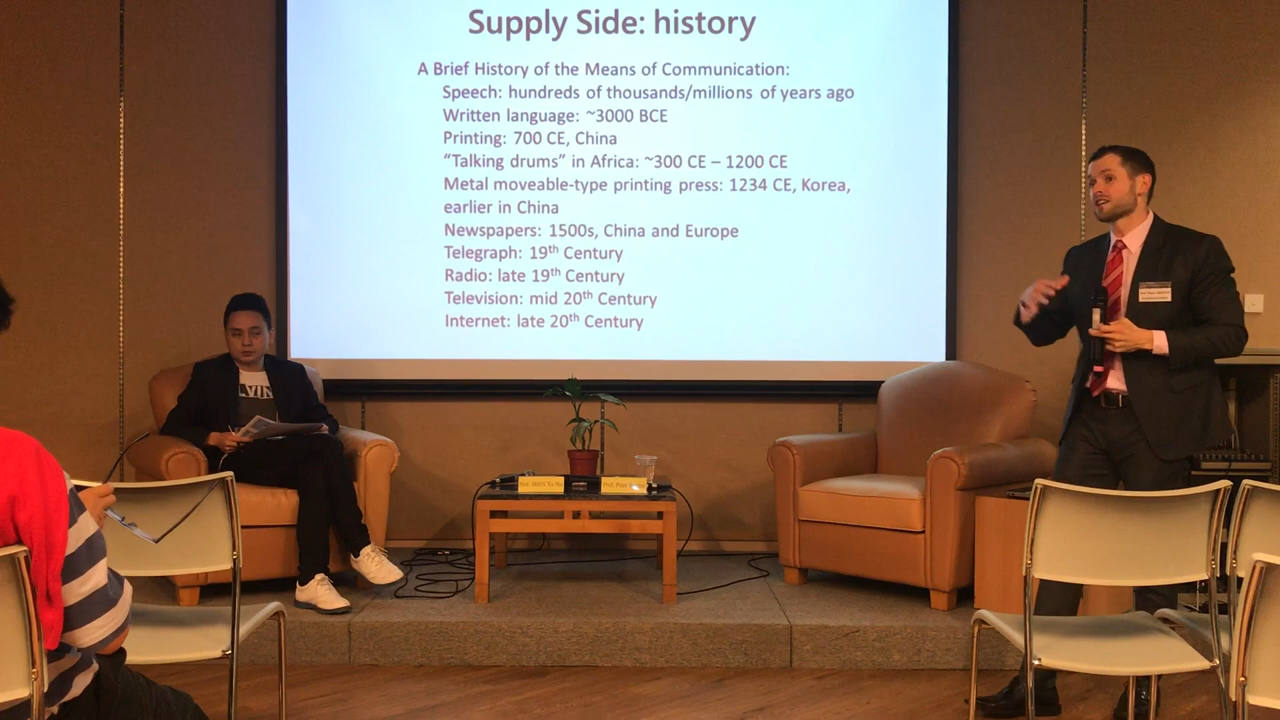 Supply Side: history
A Brief History of the Means of Communication:
Speech: hundreds of thousands/millions of years ago
Written language: ~3000 BCE
Printing: 700 CE, China
“Talking drums” in Africa: ~300 CE – 1200 CE
Metal moveable-type printing press: 1234 CE, Korea,
earlier in China
Newspapers: 1500s, China and Europe
Telegraph: 19th Century
Radio: late 19th Century
Television: mid 20th Century
Internet: late 20th Century
Prof.
Prof. Peter